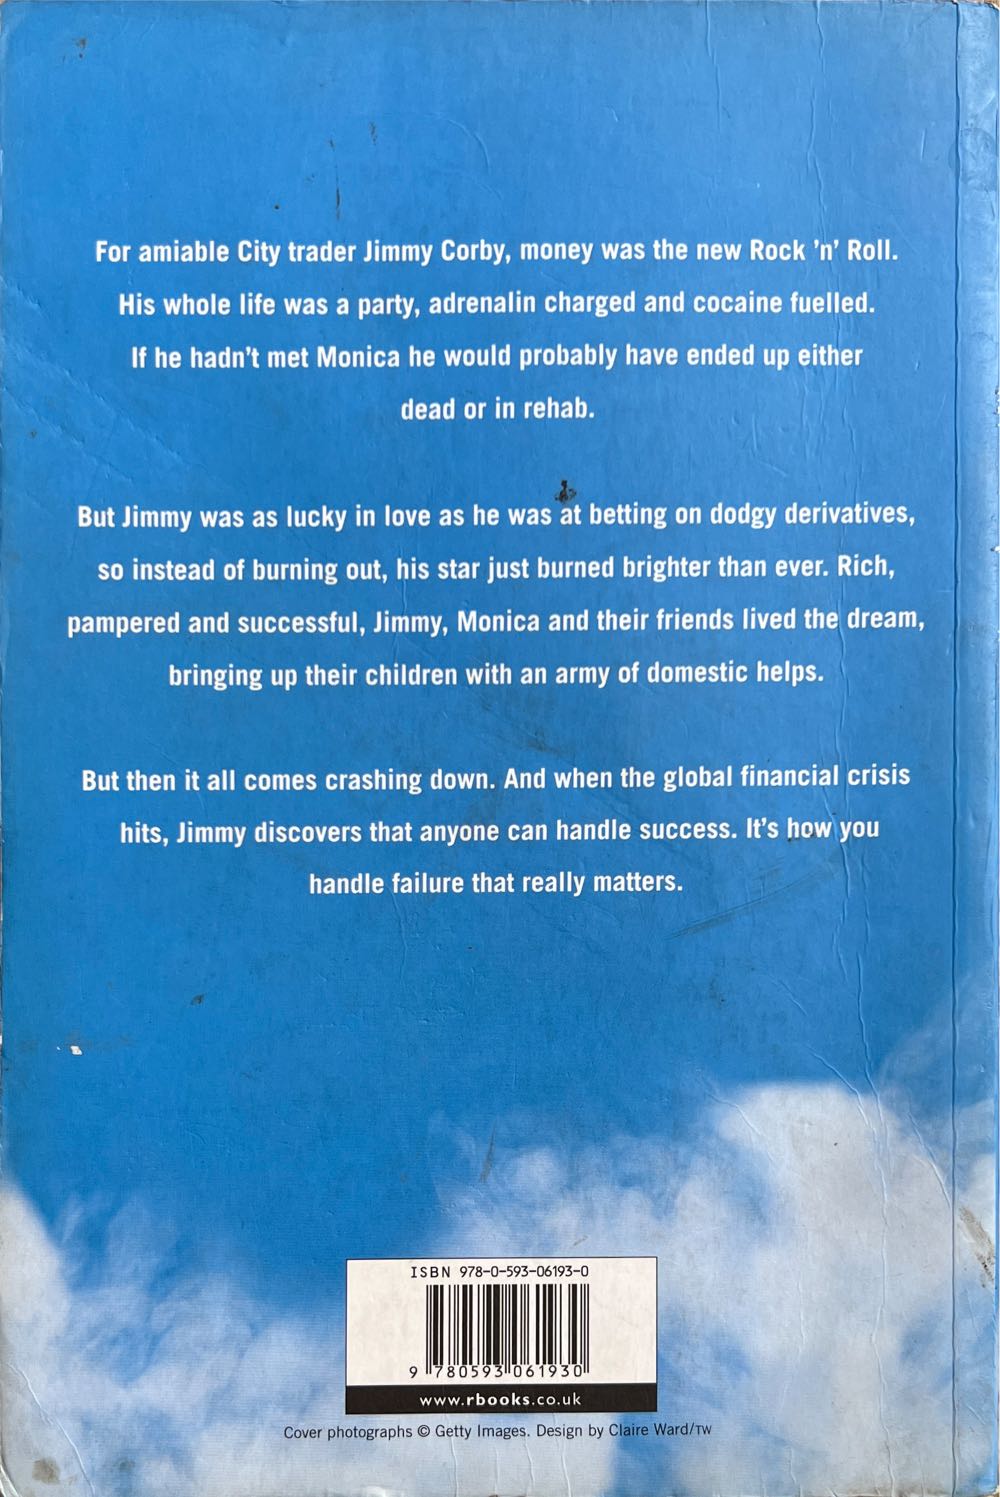 For amiable City trader Jimmy Corby, money was the new Rock 'n' Roll.
His whole life was a party, adrenalin charged and cocaine fuelled.
If he hadn't met Monica he would probably have ended up either
dead or in rehab.
But Jimmy was as lucky in love as he was at betting on dodgy derivatives,
so instead of burning out, his star just burned brighter than ever. Rich,
pampered and successful, Jimmy, Monica and their friends lived the dream,
bringing up their children with an army of domestic helps.
But then it all comes crashing down. And when the global financial crisis
hits, Jimmy discovers that anyone can handle success. It's how you
handle failure that really matters.
ISBN 978-0-593-06193-0
9 780593 061930
www.rbooks.co.uk
Cover photographs © Getty Images. Design by Claire Ward/TW